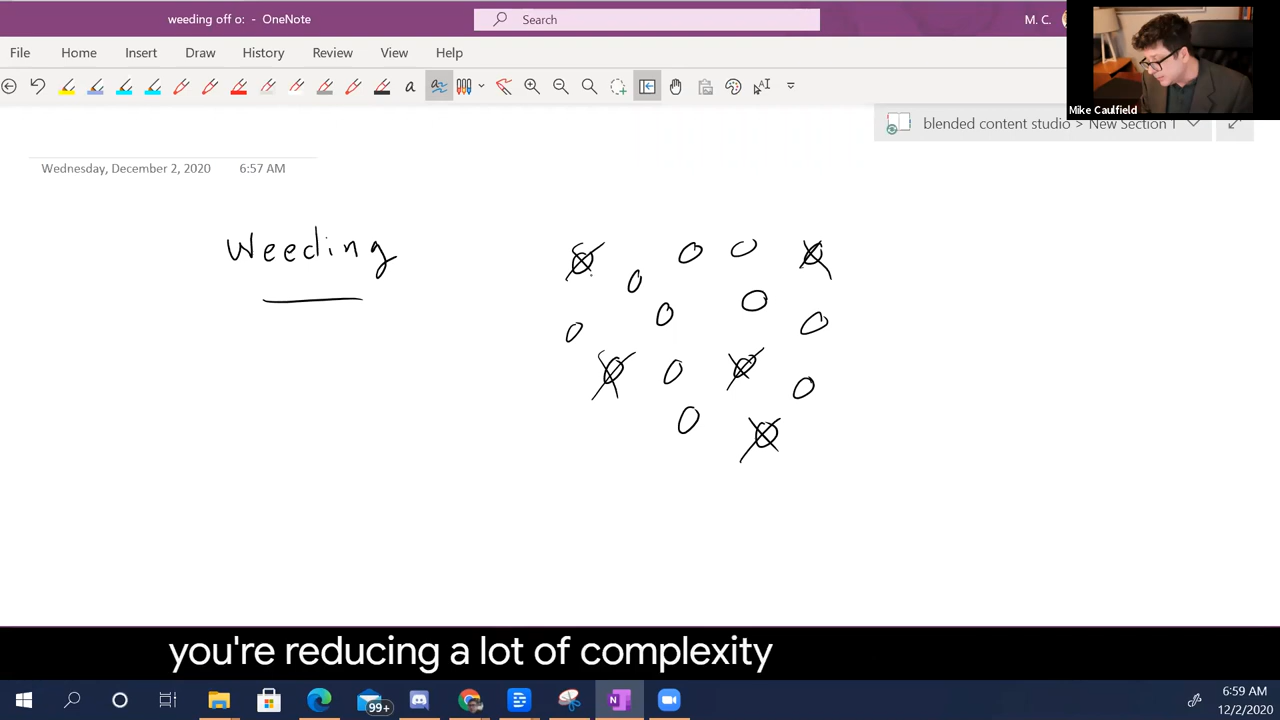 weeding off o: - OneNote
Search
M. C.
File Home Insert Draw History Review View Help
Mike Caulfield
blended content studio > New Section 1
Wednesday, December 2, 2020 6:57 AM
Weeding
you're reducing a lot of complexity
99+
N
6:59 AM
12/2/2020